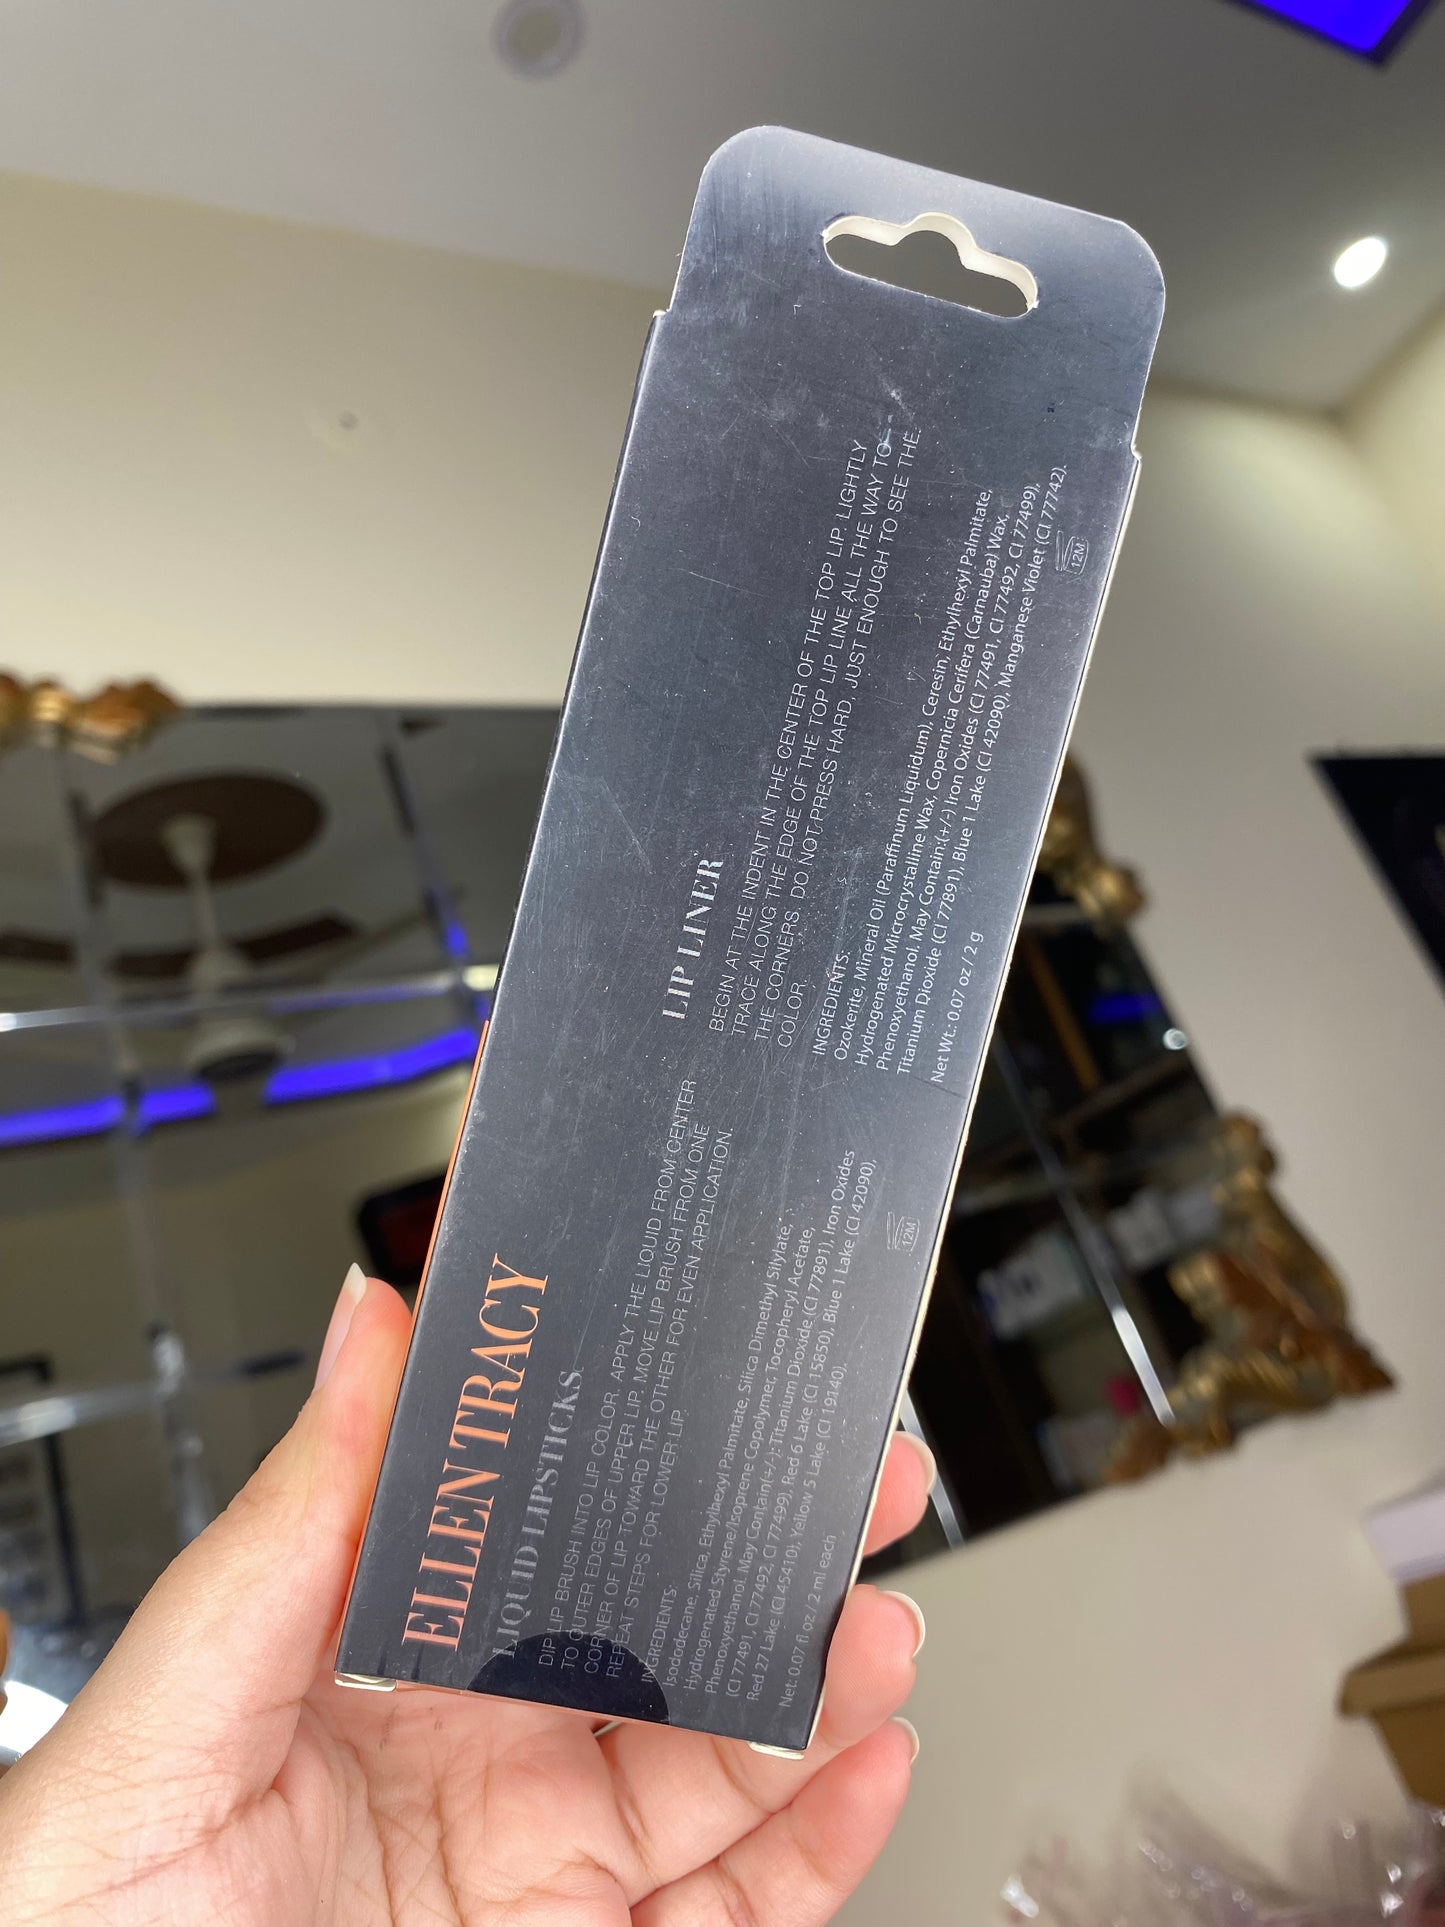 ELLEN TRACY
LIQUID LIPSTICKS
DIP LIP BRUSH INTO LIP COLOR. APPLY THE LIQUID FROM CENTER
TO OUTER EDGES OF UPPER LIP. MOVE LIP BRUSH FROM ONE
CORNER OF LIP TOWARD THE OTHER FOR EVEN APPLICATION.
REPEAT STEPS FOR LOWER LIP.
INGREDIENTS
Isododecane, Silica, Ethylhexyl Palmitate, Silica Dimethyl Silylate,
Hydrogenated Styrene/Isoprene Copolymer, Tocopheryl Acetate,
Phenoxyethanol. May Contain(+/-): Titanium Dioxide (CI 77891), Iron Oxides
(CI 77491, CI 77492, CI 77499), Red 6 Lake (CI 15850), Blue 1 Lake (CI 42090),
Red 27 Lake (CI 45410), Yellow 5 Lake (CI 19140).
Net: 0.07 fl oz / 2 ml each
12M
LIP LINER
BEGIN AT THE INDENT IN THE CENTER OF THE TOP LIP. LIGHTLY
TRACE ALONG THE EDGE OF THE TOP LIP LINE ALL THE WAY TO
THE CORNERS. DO NOT PRESS HARD, JUST ENOUGH TO SEE THE
COLOR.
INGREDIENTS:
Ozokerite, Mineral Oil (Paraffinum Liquidum), Ceresin, Ethylhexyl Palmitate,
Hydrogenated Microcrystalline Wax, Copernicia Cerifera (Carnauba) Wax,
Phenoxyethanol. May Contain:(+/-) Iron Oxides (CI 77491, CI 77492, CI 77499),
Titanium Dioxide (CI 77891), Blue 1 Lake (CI 42090), Manganese Violet (CI 77742).
Net Wt.: 0.07 oz / 2 g
12M